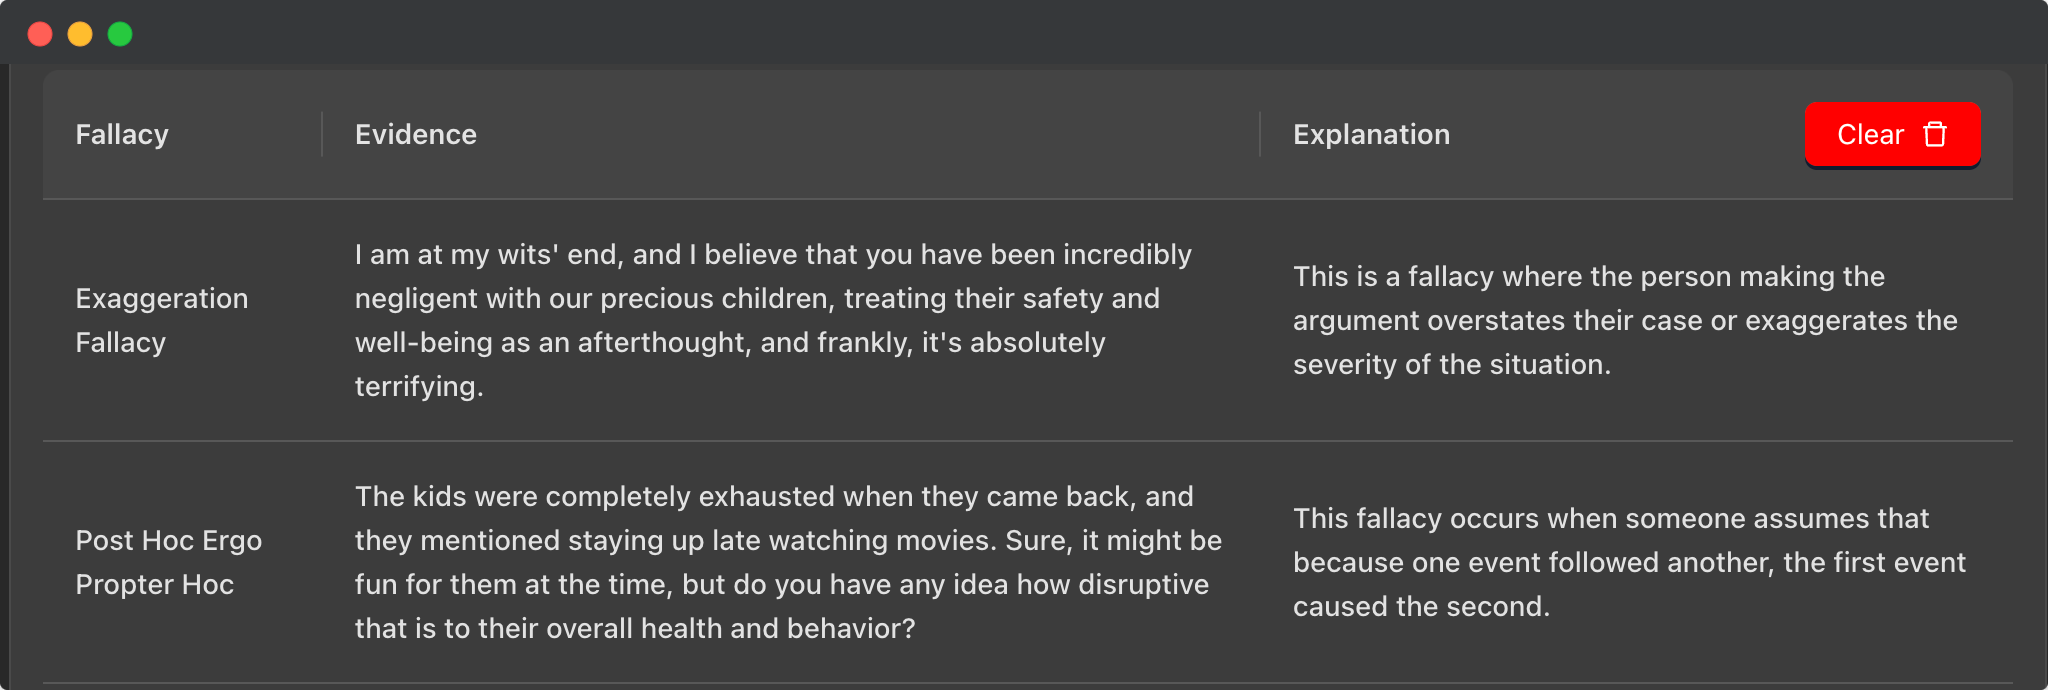 Fallacy
Evidence
Explanation
Clear
Exaggeration
Fallacy
I am at my wits' end, and I believe that you have been incredibly
negligent with our precious children, treating their safety and
well-being as an afterthought, and frankly, it's absolutely
terrifying.
This is a fallacy where the person making the
argument overstates their case or exaggerates the
severity of the situation.
Post Hoc Ergo
Propter Hoc
The kids were completely exhausted when they came back, and
they mentioned staying up late watching movies. Sure, it might be
fun for them at the time, but do you have any idea how disruptive
that is to their overall health and behavior?
This fallacy occurs when someone assumes that
because one event followed another, the first event
caused the second.